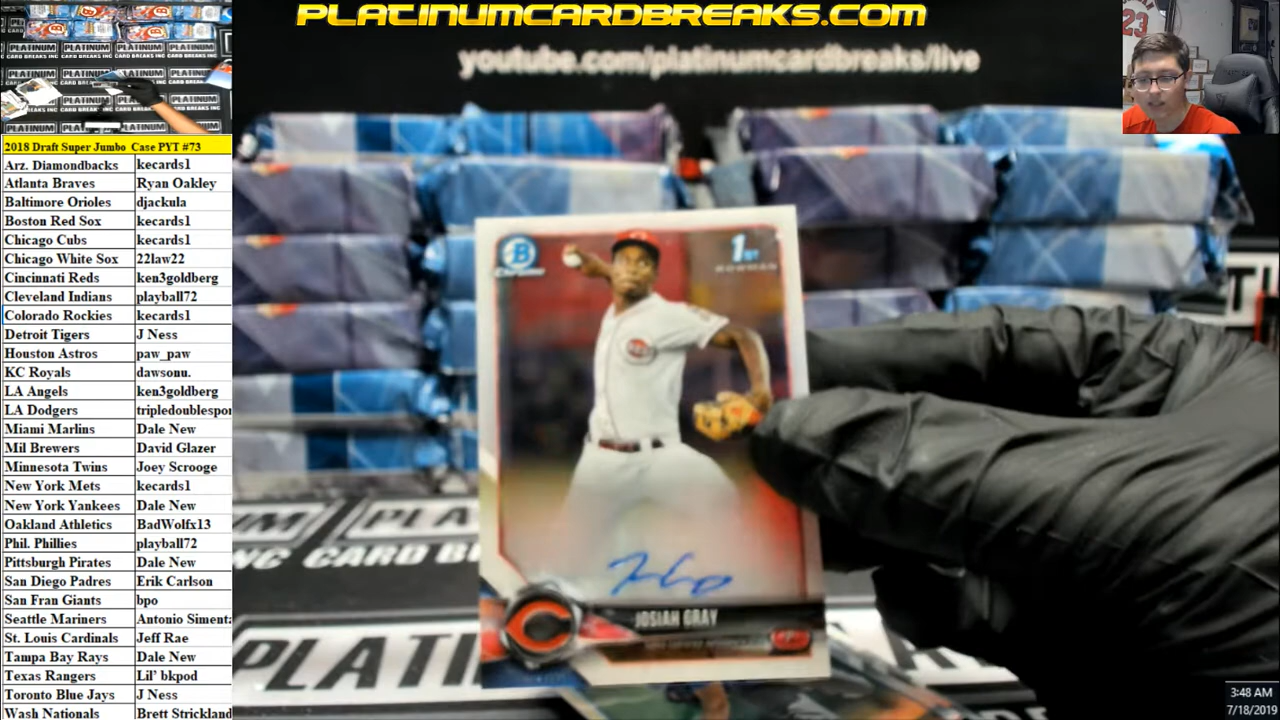 PLATINUMCARDBREAKS.COM
youtube.com/platinumcardbreaks/live
2018 Draft Super Jumbo Case PYT #73
Arz. Diamondbacks kecards1
Atlanta Braves Ryan Oakley
Baltimore Orioles djackula
Boston Red Sox kecards1
Chicago Cubs kecards1
Chicago White Sox 22law22
Cincinnati Reds ken3goldberg
Cleveland Indians playball72
Colorado Rockies kecards1
Detroit Tigers J Ness
Houston Astros paw_paw
KC Royals dawsonu.
LA Angels ken3goldberg
LA Dodgers tripledoublespor
Miami Marlins Dale New
Mil Brewers David Glazer
Minnesota Twins Joey Scrooge
New York Mets kecards1
New York Yankees Dale New
Oakland Athletics BadWolfx13
Phil. Phillies playball72
Pittsburgh Pirates Dale New
San Diego Padres Erik Carlson
San Fran Giants bpo
Seattle Mariners Antonio Siment
St. Louis Cardinals Jeff Rae
Tampa Bay Rays Dale New
Texas Rangers Lil' bkpod
Toronto Blue Jays J Ness
Wash Nationals Brett Strickland
B
Chrome
1ST
BOWMAN
JOSIAH GRAY
23
PLATINUM
CARD BREAKS INC
3:48 AM
7/18/2019